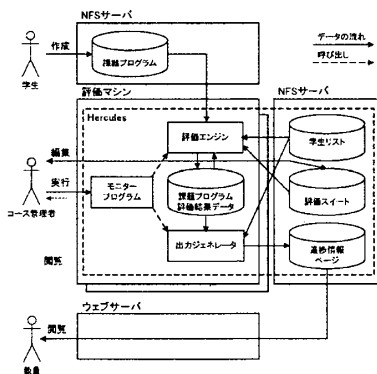 NFSサーバ
作成
課題プログラム
学生
データの流れ
呼び出し
評価マシン
NFSサーバ
Hercules
評価エンジン
学生リスト
編集
実行
モニター
プログラム
課題プログラム
評価結果データ
評価スイート
コース管理者
出力ジェネレータ
進捗情報
ページ
閲覧
ウェブサーバ
閲覧
教員